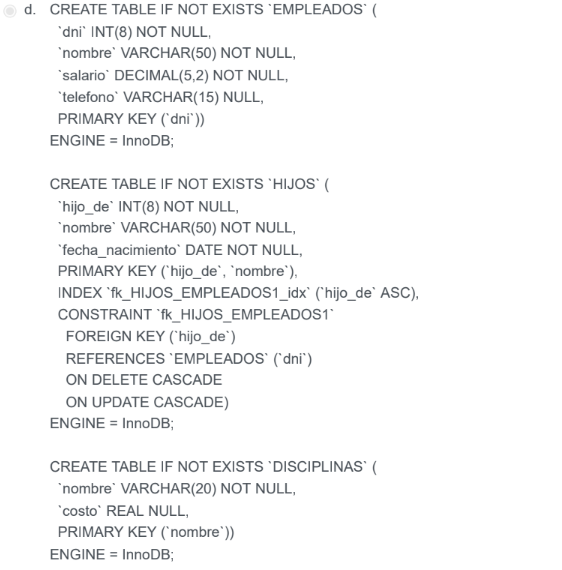 d. CREATE TABLE IF NOT EXISTS `EMPLEADOS` (
`dni` INT(8) NOT NULL,
`nombre` VARCHAR(50) NOT NULL,
`salario` DECIMAL(5,2) NOT NULL,
`telefono` VARCHAR(15) NULL,
PRIMARY KEY (`dni`))
ENGINE = InnoDB;

CREATE TABLE IF NOT EXISTS `HIJOS` (
`hijo_de` INT(8) NOT NULL,
`nombre` VARCHAR(50) NOT NULL,
`fecha_nacimiento` DATE NOT NULL,
PRIMARY KEY (`hijo_de`, `nombre`),
INDEX `fk_HIJOS_EMPLEADOS1_idx` (`hijo_de` ASC),
CONSTRAINT `fk_HIJOS_EMPLEADOS1`
FOREIGN KEY (`hijo_de`)
REFERENCES `EMPLEADOS` (`dni`)
ON DELETE CASCADE
ON UPDATE CASCADE)
ENGINE = InnoDB;

CREATE TABLE IF NOT EXISTS `DISCIPLINAS` (
`nombre` VARCHAR(20) NOT NULL,
`costo` REAL NULL,
PRIMARY KEY (`nombre`))
ENGINE = InnoDB;